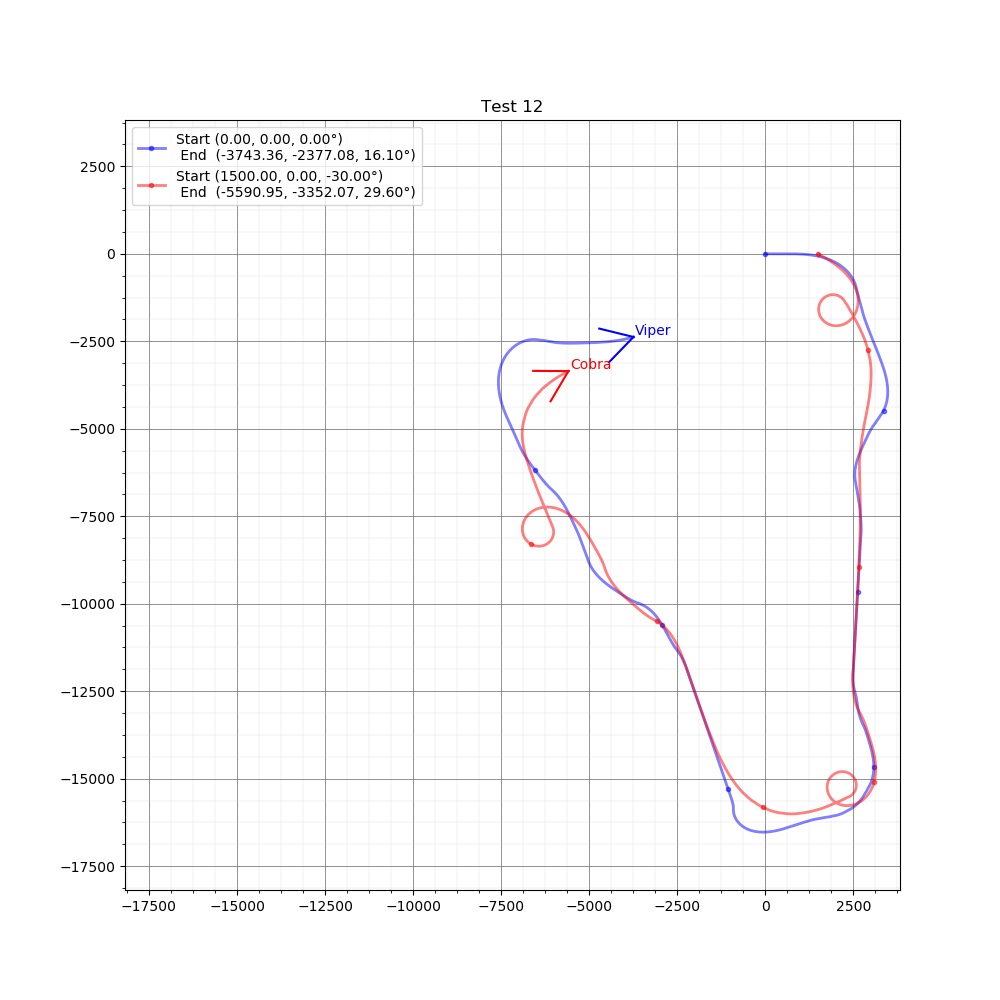 Test 12
Start (0.00, 0.00, 0.00°)
End (-3743.36, -2377.08, 16.10°)
Start (1500.00, 0.00, -30.00°)
End (-5590.95, -3352.07, 29.60°)
2500
0
−2500
−5000
−7500
−10000
−12500
−15000
−17500
Viper
Cobra
−17500 −15000 −12500 −10000 −7500 −5000 −2500 0 2500